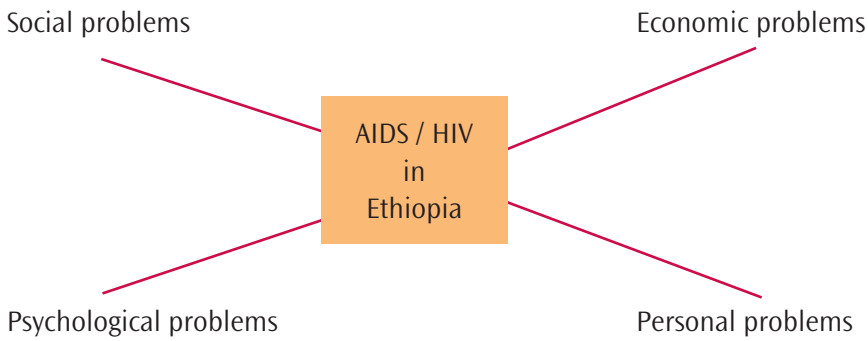 Social problems
Economic problems
AIDS / HIV
in
Ethiopia
Psychological problems
Personal problems